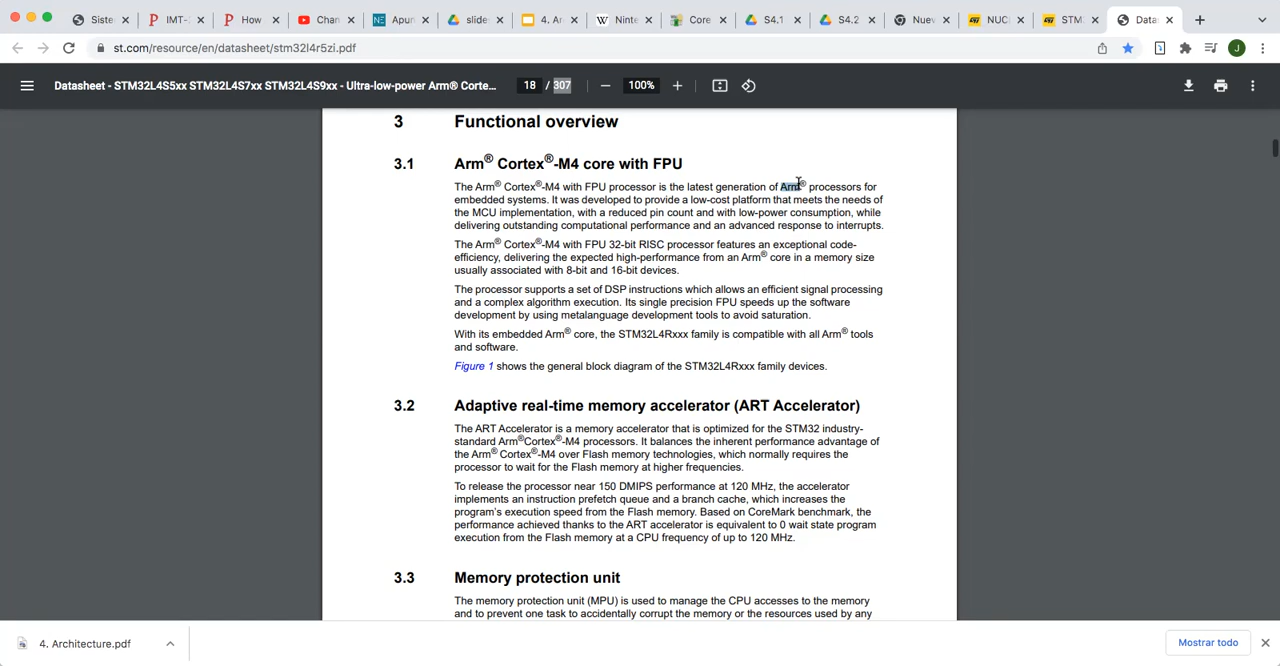 Sister
IMT-
How
Chan
Apun
slide
4. Ar
Ninte
Core
S4.1
S4.2
Nuev
NUC
STM
Data
st.com/resource/en/datasheet/stm32l4r5zi.pdf
J
Datasheet - STM32L4S5xx STM32L4S7xx STM32L4S9xx - Ultra-low-power Arm® Corte...
18 / 307
100%
3 Functional overview
3.1 Arm® Cortex®-M4 core with FPU
The Arm® Cortex®-M4 with FPU processor is the latest generation of Arm® processors for
embedded systems. It was developed to provide a low-cost platform that meets the needs of
the MCU implementation, with a reduced pin count and with low-power consumption, while
delivering outstanding computational performance and an advanced response to interrupts.
The Arm® Cortex®-M4 with FPU 32-bit RISC processor features an exceptional code-
efficiency, delivering the expected high-performance from an Arm® core in a memory size
usually associated with 8-bit and 16-bit devices.
The processor supports a set of DSP instructions which allows an efficient signal processing
and a complex algorithm execution. Its single precision FPU speeds up the software
development by using metalanguage development tools to avoid saturation.
With its embedded Arm® core, the STM32L4Rxxx family is compatible with all Arm® tools
and software.
Figure 1 shows the general block diagram of the STM32L4Rxxx family devices.
3.2 Adaptive real-time memory accelerator (ART Accelerator)
The ART Accelerator is a memory accelerator that is optimized for the STM32 industry-
standard Arm®Cortex®-M4 processors. It balances the inherent performance advantage of
the Arm® Cortex®-M4 over Flash memory technologies, which normally requires the
processor to wait for the Flash memory at higher frequencies.
To release the processor near 150 DMIPS performance at 120 MHz, the accelerator
implements an instruction prefetch queue and a branch cache, which increases the
program's execution speed from the Flash memory. Based on CoreMark benchmark, the
performance achieved thanks to the ART accelerator is equivalent to 0 wait state program
execution from the Flash memory at a CPU frequency of up to 120 MHz.
3.3 Memory protection unit
The memory protection unit (MPU) is used to manage the CPU accesses to the memory
and to prevent one task to accidentally corrupt the memory or the resources used by any
4. Architecture.pdf
Mostrar todo